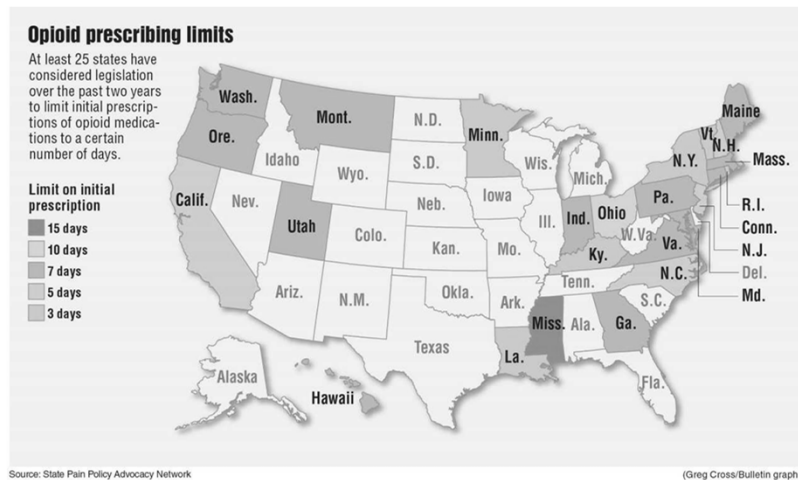 Opioid prescribing limits
At least 25 states have
considered legislation
over the past two years
to limit initial prescrip-
tions of opioid medica-
tions to a certain
number of days.
Limit on initial
prescription
15 days
10 days
7 days
5 days
3 days
Wash.
Ore.
Calif.
Idaho
Nev.
Mont.
Wyo.
Utah
Ariz.
Colo.
N.M.
N.D.
S.D.
Neb.
Kan.
Okla.
Texas
Minn.
Iowa
Mo.
Ark.
La.
Wis.
Ill.
Miss.
Mich.
Ind.
Ohio
Ky.
Tenn.
Ala.
Ga.
Fla.
S.C.
N.C.
Va.
W.Va.
Pa.
N.Y.
Vt.
N.H.
Maine
Mass.
R.I.
Conn.
N.J.
Del.
Md.
Alaska
Hawaii
Source: State Pain Policy Advocacy Network
(Greg Cross/Bulletin graph